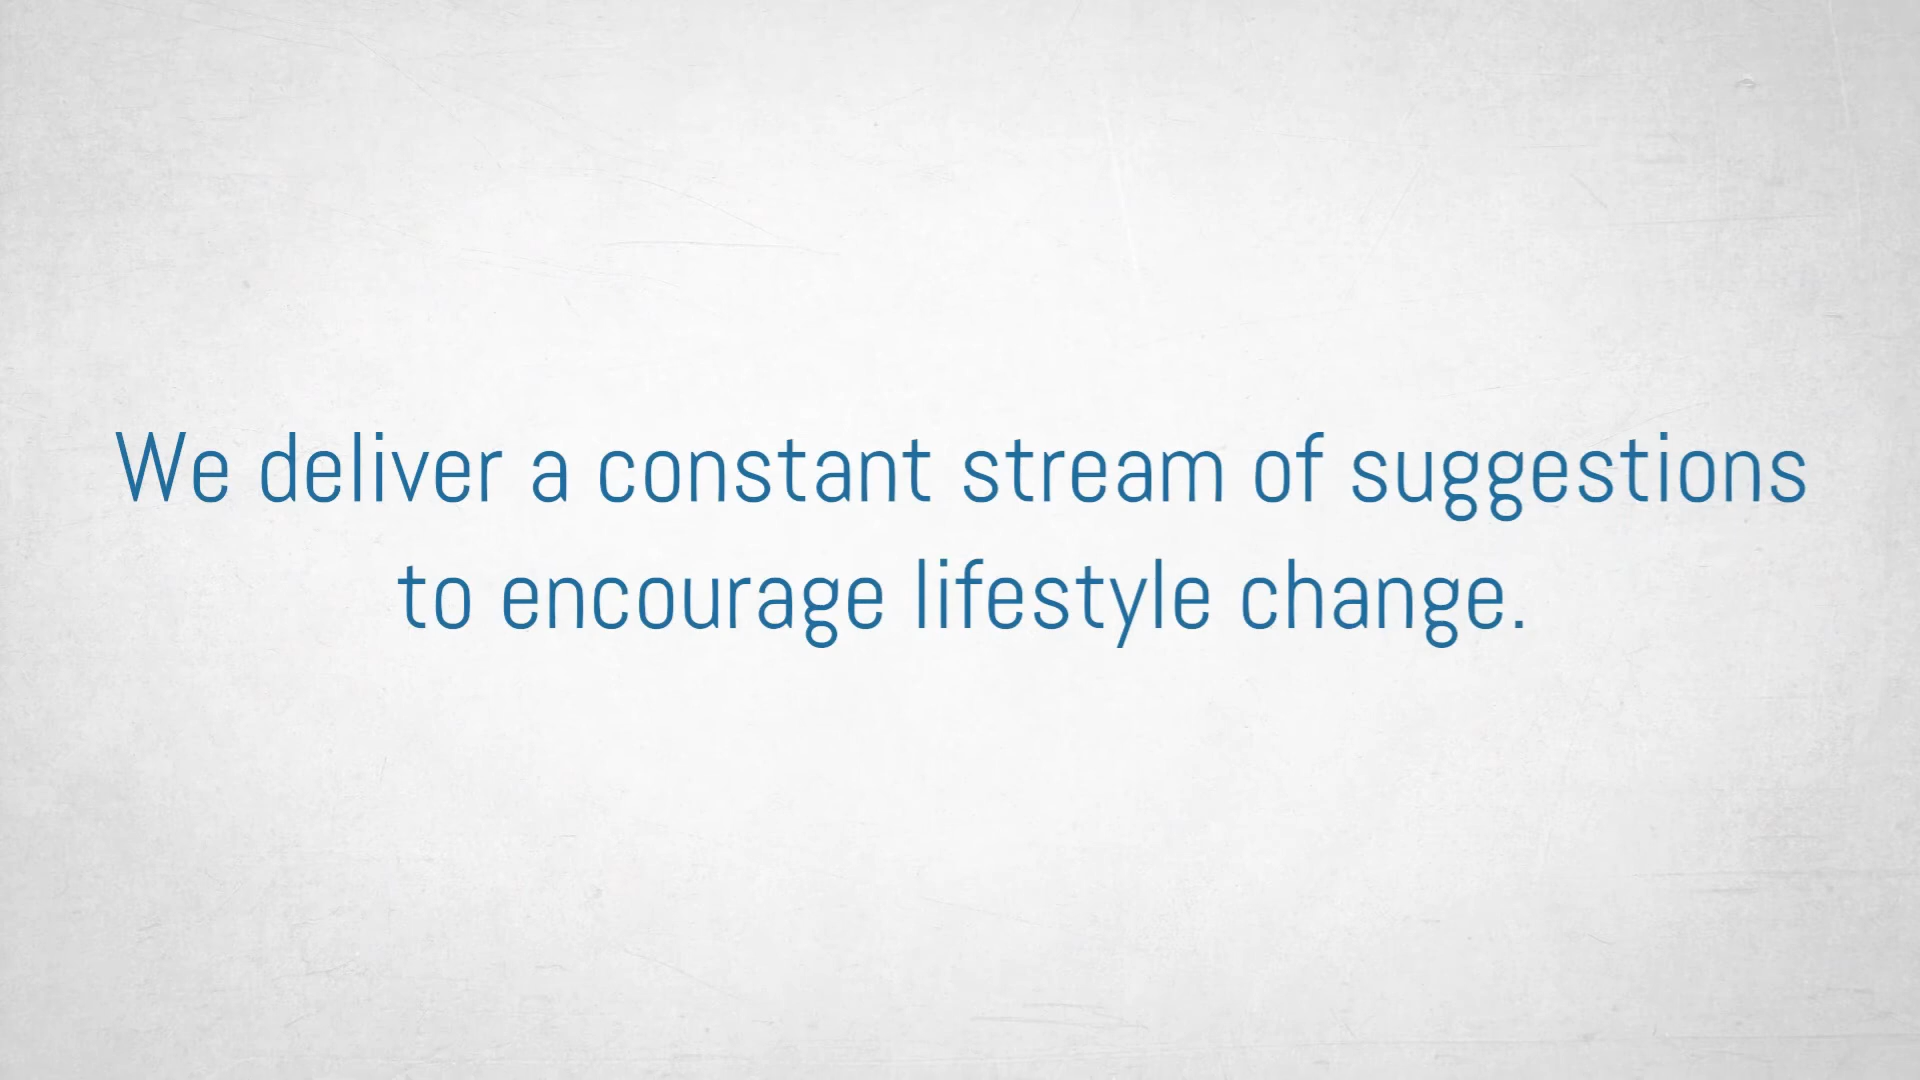 We deliver a constant stream of suggestions
to encourage lifestyle change.